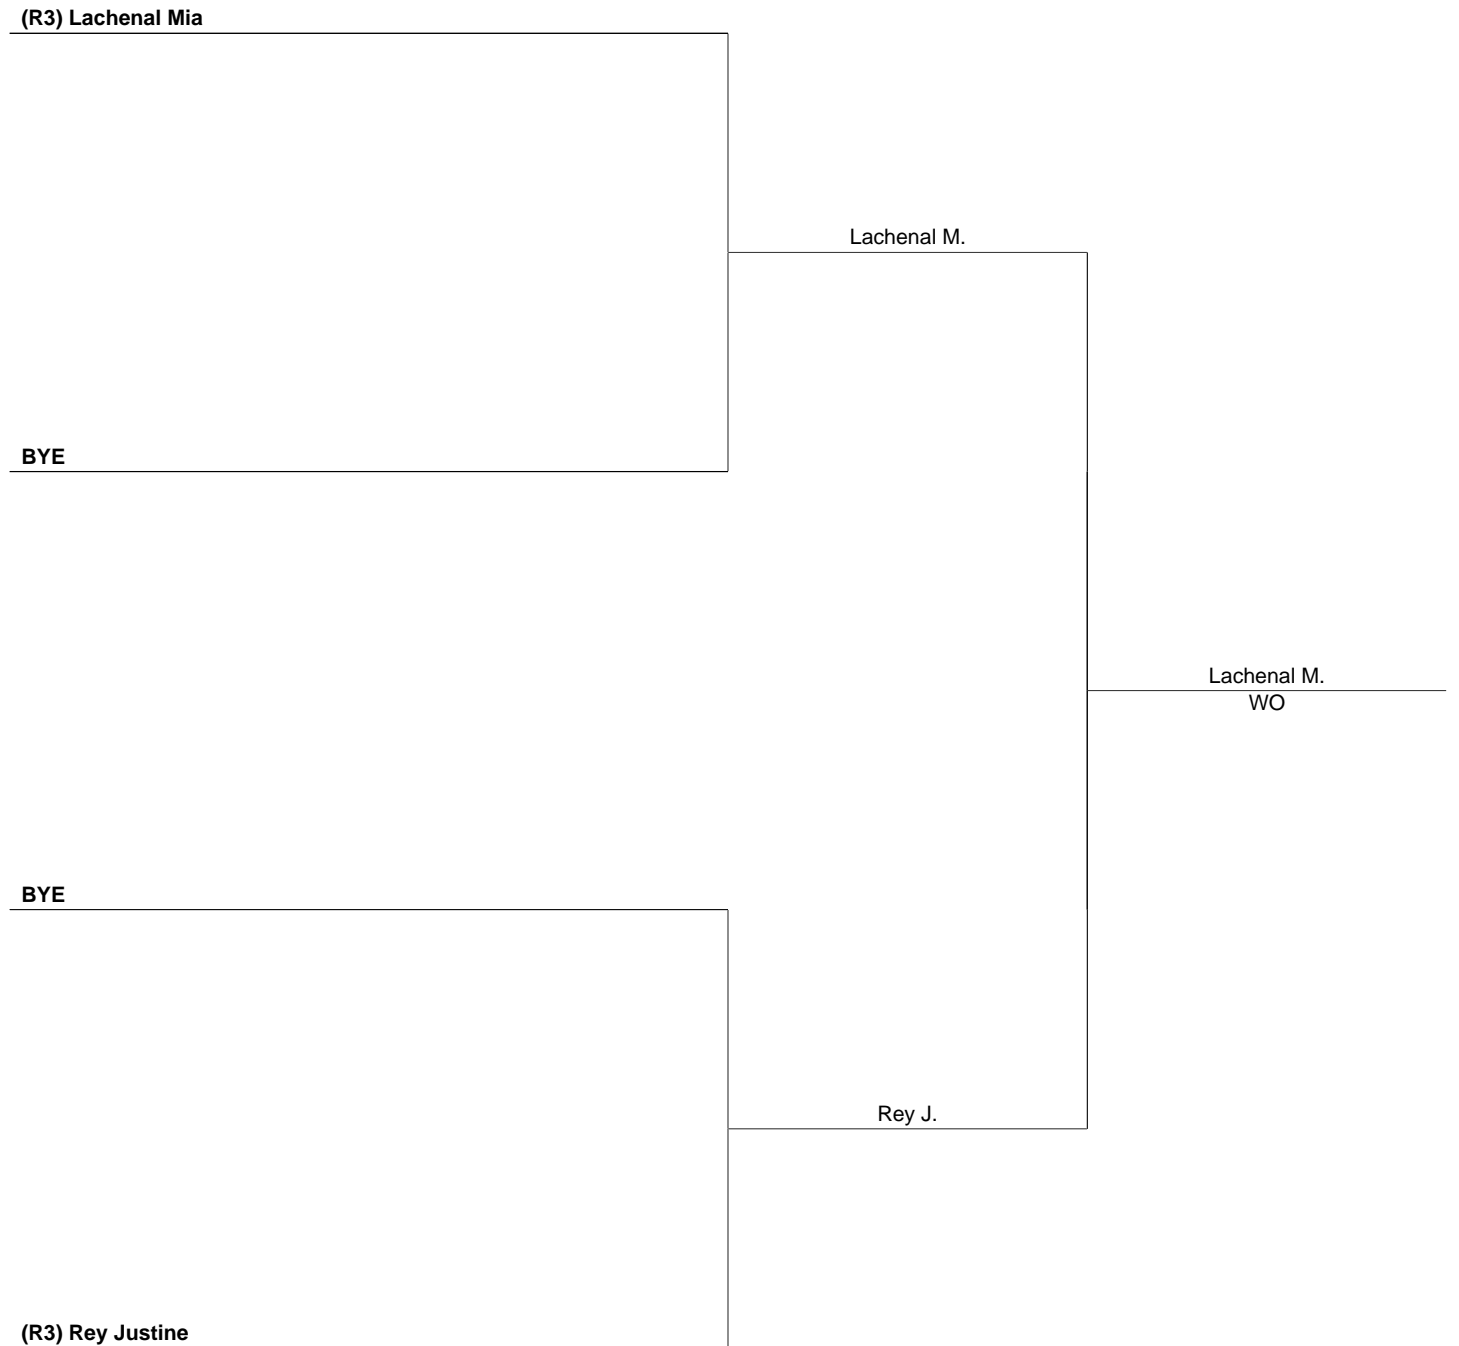 (R3) Lachenal Mia
Lachenal M.
BYE
Lachenal M.
WO
BYE
Rey J.
(R3) Rey Justine